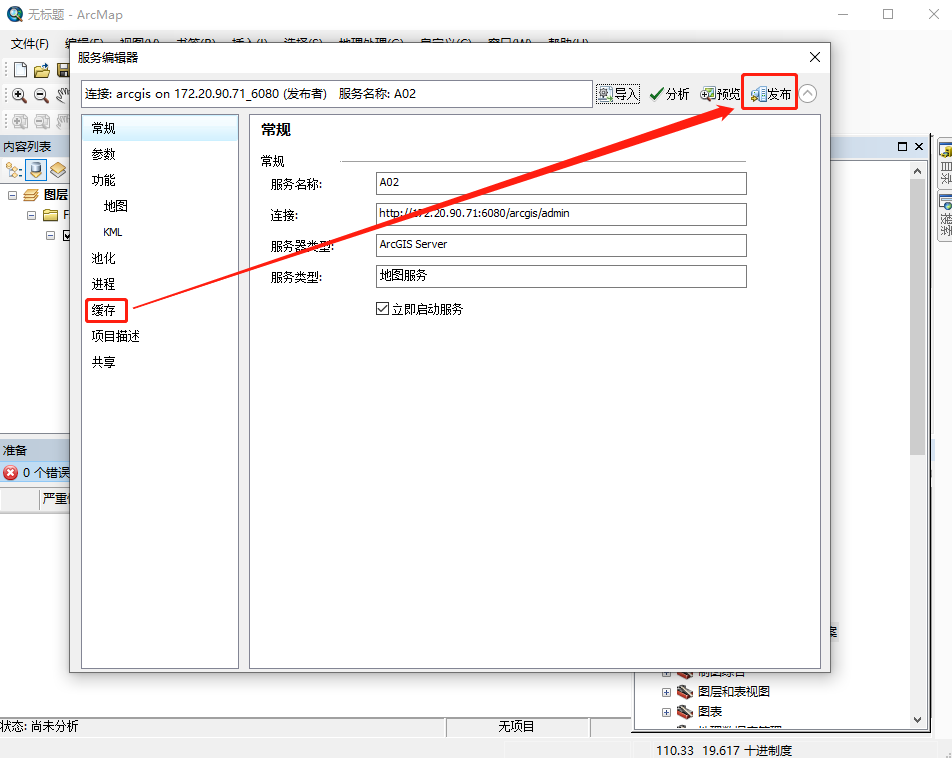 无标题 - ArcMap
文件(F)
服务编辑器
连接: arcgis on 172.20.90.71_6080 (发布者) 服务名称: A02
导入
分析
预览
发布
内容列表
常规
参数
功能
地图
KML
池化
进程
缓存
项目描述
共享
常规
常规
服务名称:
A02
连接:
http://172.20.90.71:6080/arcgis/admin
服务器类型:
ArcGIS Server
服务类型:
地图服务
立即启动服务
图层
F
目录
搜索
准备
0 个错误
严重
案
制图综合
图层和表视图
图表
状态: 尚未分析
无项目
110.33 19.617 十进制度